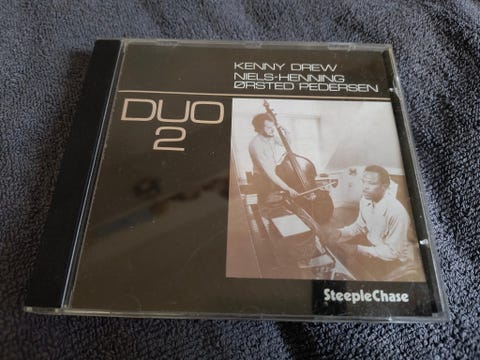 KENNY DREW
NIELS-HENNING
ØRSTED PEDERSEN
DUO
2
SteepleChase